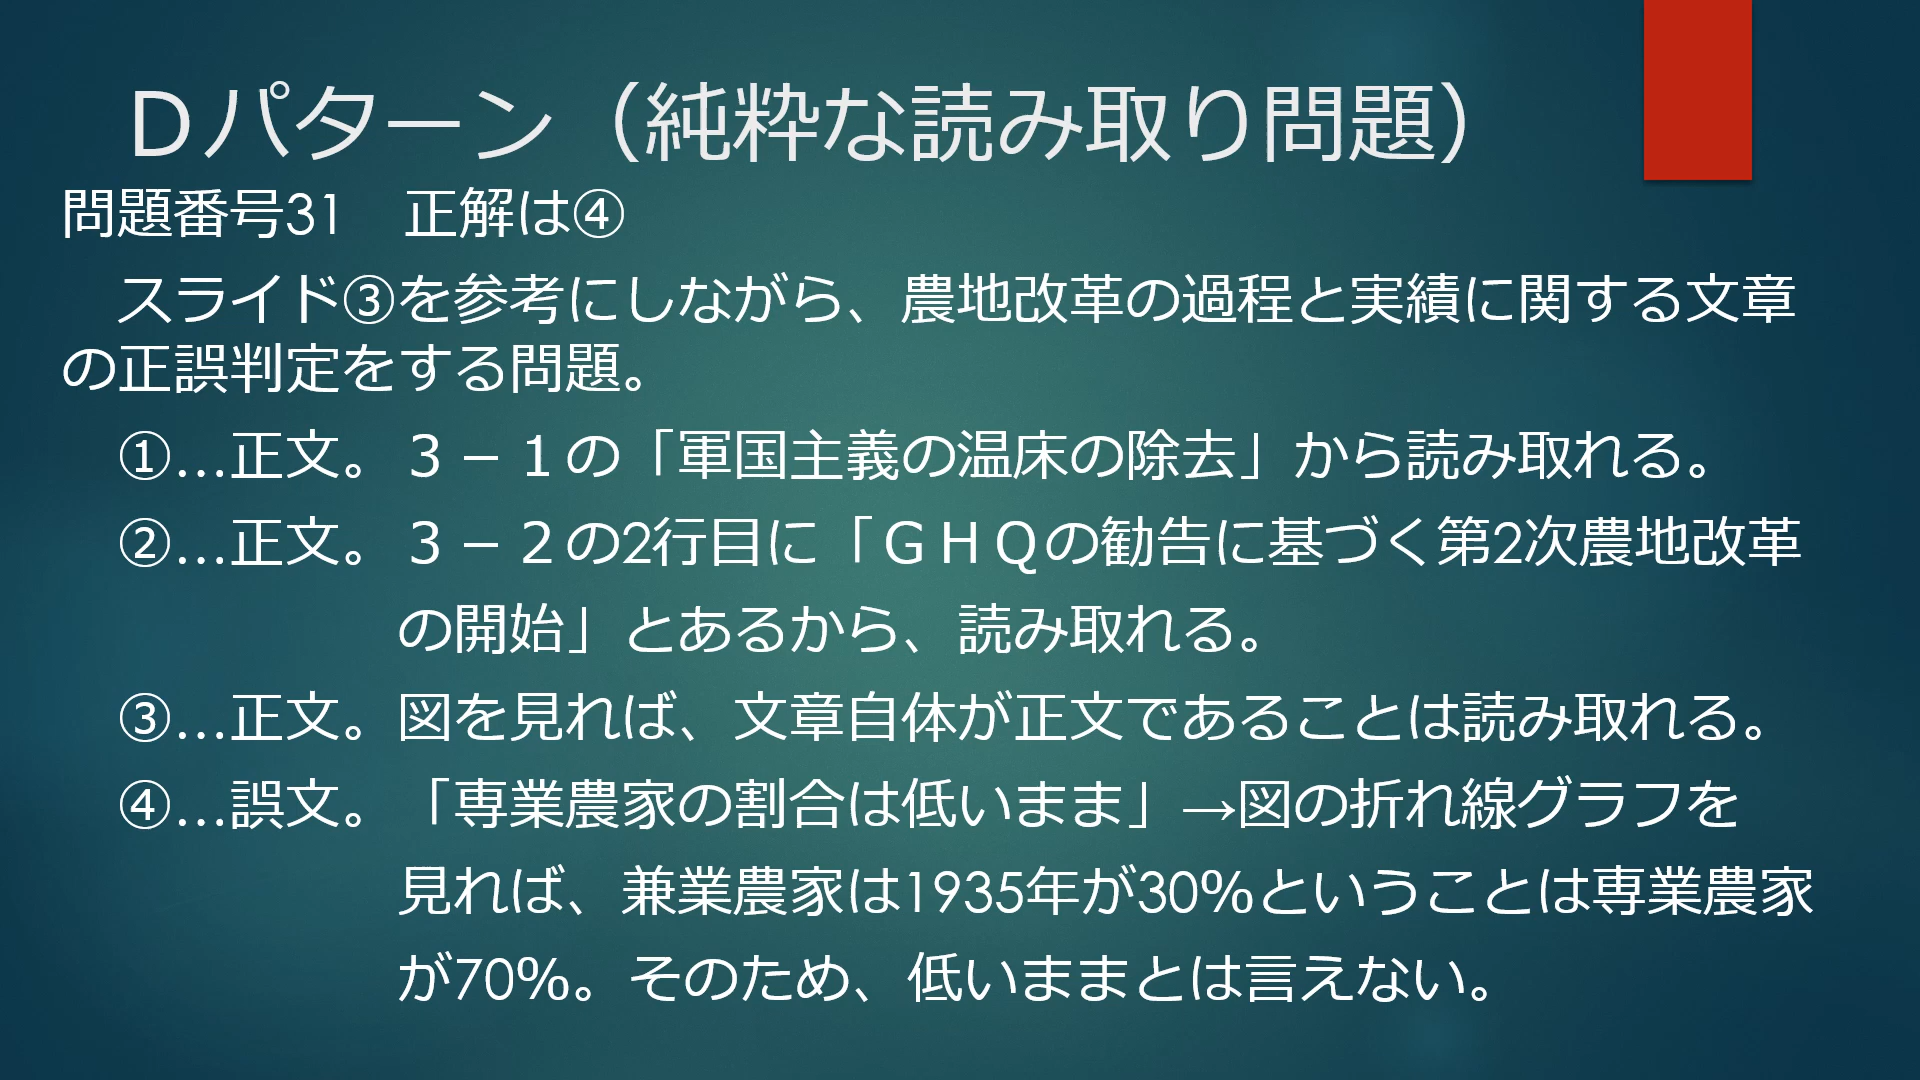 Ｄパターン（純粋な読み取り問題）
問題番号31　正解は④
　スライド③を参考にしながら、農地改革の過程と実績に関する文章
の正誤判定をする問題。
　①…正文。３－１の「軍国主義の温床の除去」から読み取れる。
　②…正文。３－２の2行目に「ＧＨＱの勧告に基づく第2次農地改革
　　　　　　の開始」とあるから、読み取れる。
　③…正文。図を見れば、文章自体が正文であることは読み取れる。
　④…誤文。「専業農家の割合は低いまま」→図の折れ線グラフを
　　　　　　見れば、兼業農家は1935年が30%ということは専業農家
　　　　　　が70%。そのため、低いままとは言えない。